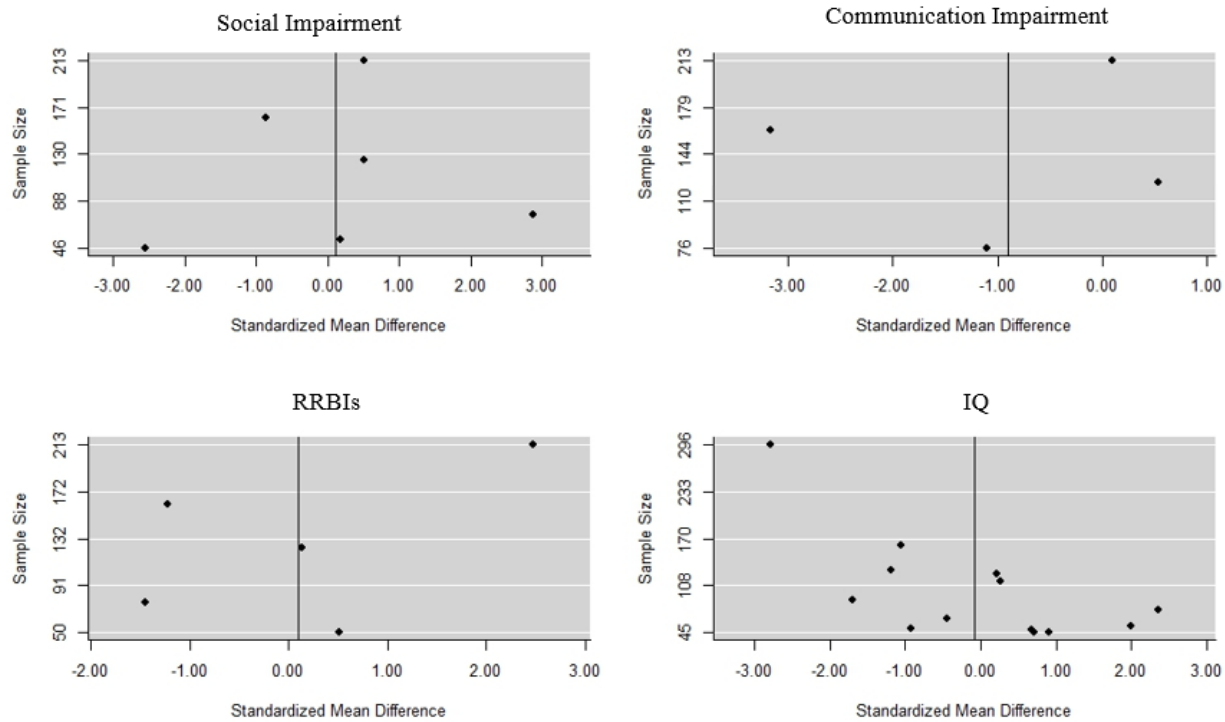 Social Impairment
Sample Size
213
171
130
88
46
-3.00 -2.00 -1.00 0.00 1.00 2.00 3.00
Standardized Mean Difference
Communication Impairment
Sample Size
213
179
144
110
76
-3.00 -2.00 -1.00 0.00 1.00
Standardized Mean Difference
RRBIs
Sample Size
213
172
132
91
50
-2.00 -1.00 0.00 1.00 2.00 3.00
Standardized Mean Difference
IQ
Sample Size
296
233
170
108
45
-3.00 -2.00 -1.00 0.00 1.00 2.00 3.00
Standardized Mean Difference